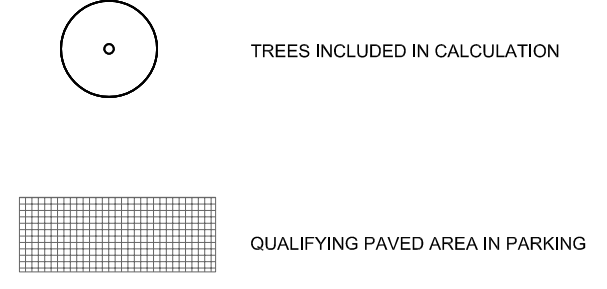 TREES INCLUDED IN CALCULATION
QUALIFYING PAVED AREA IN PARKING